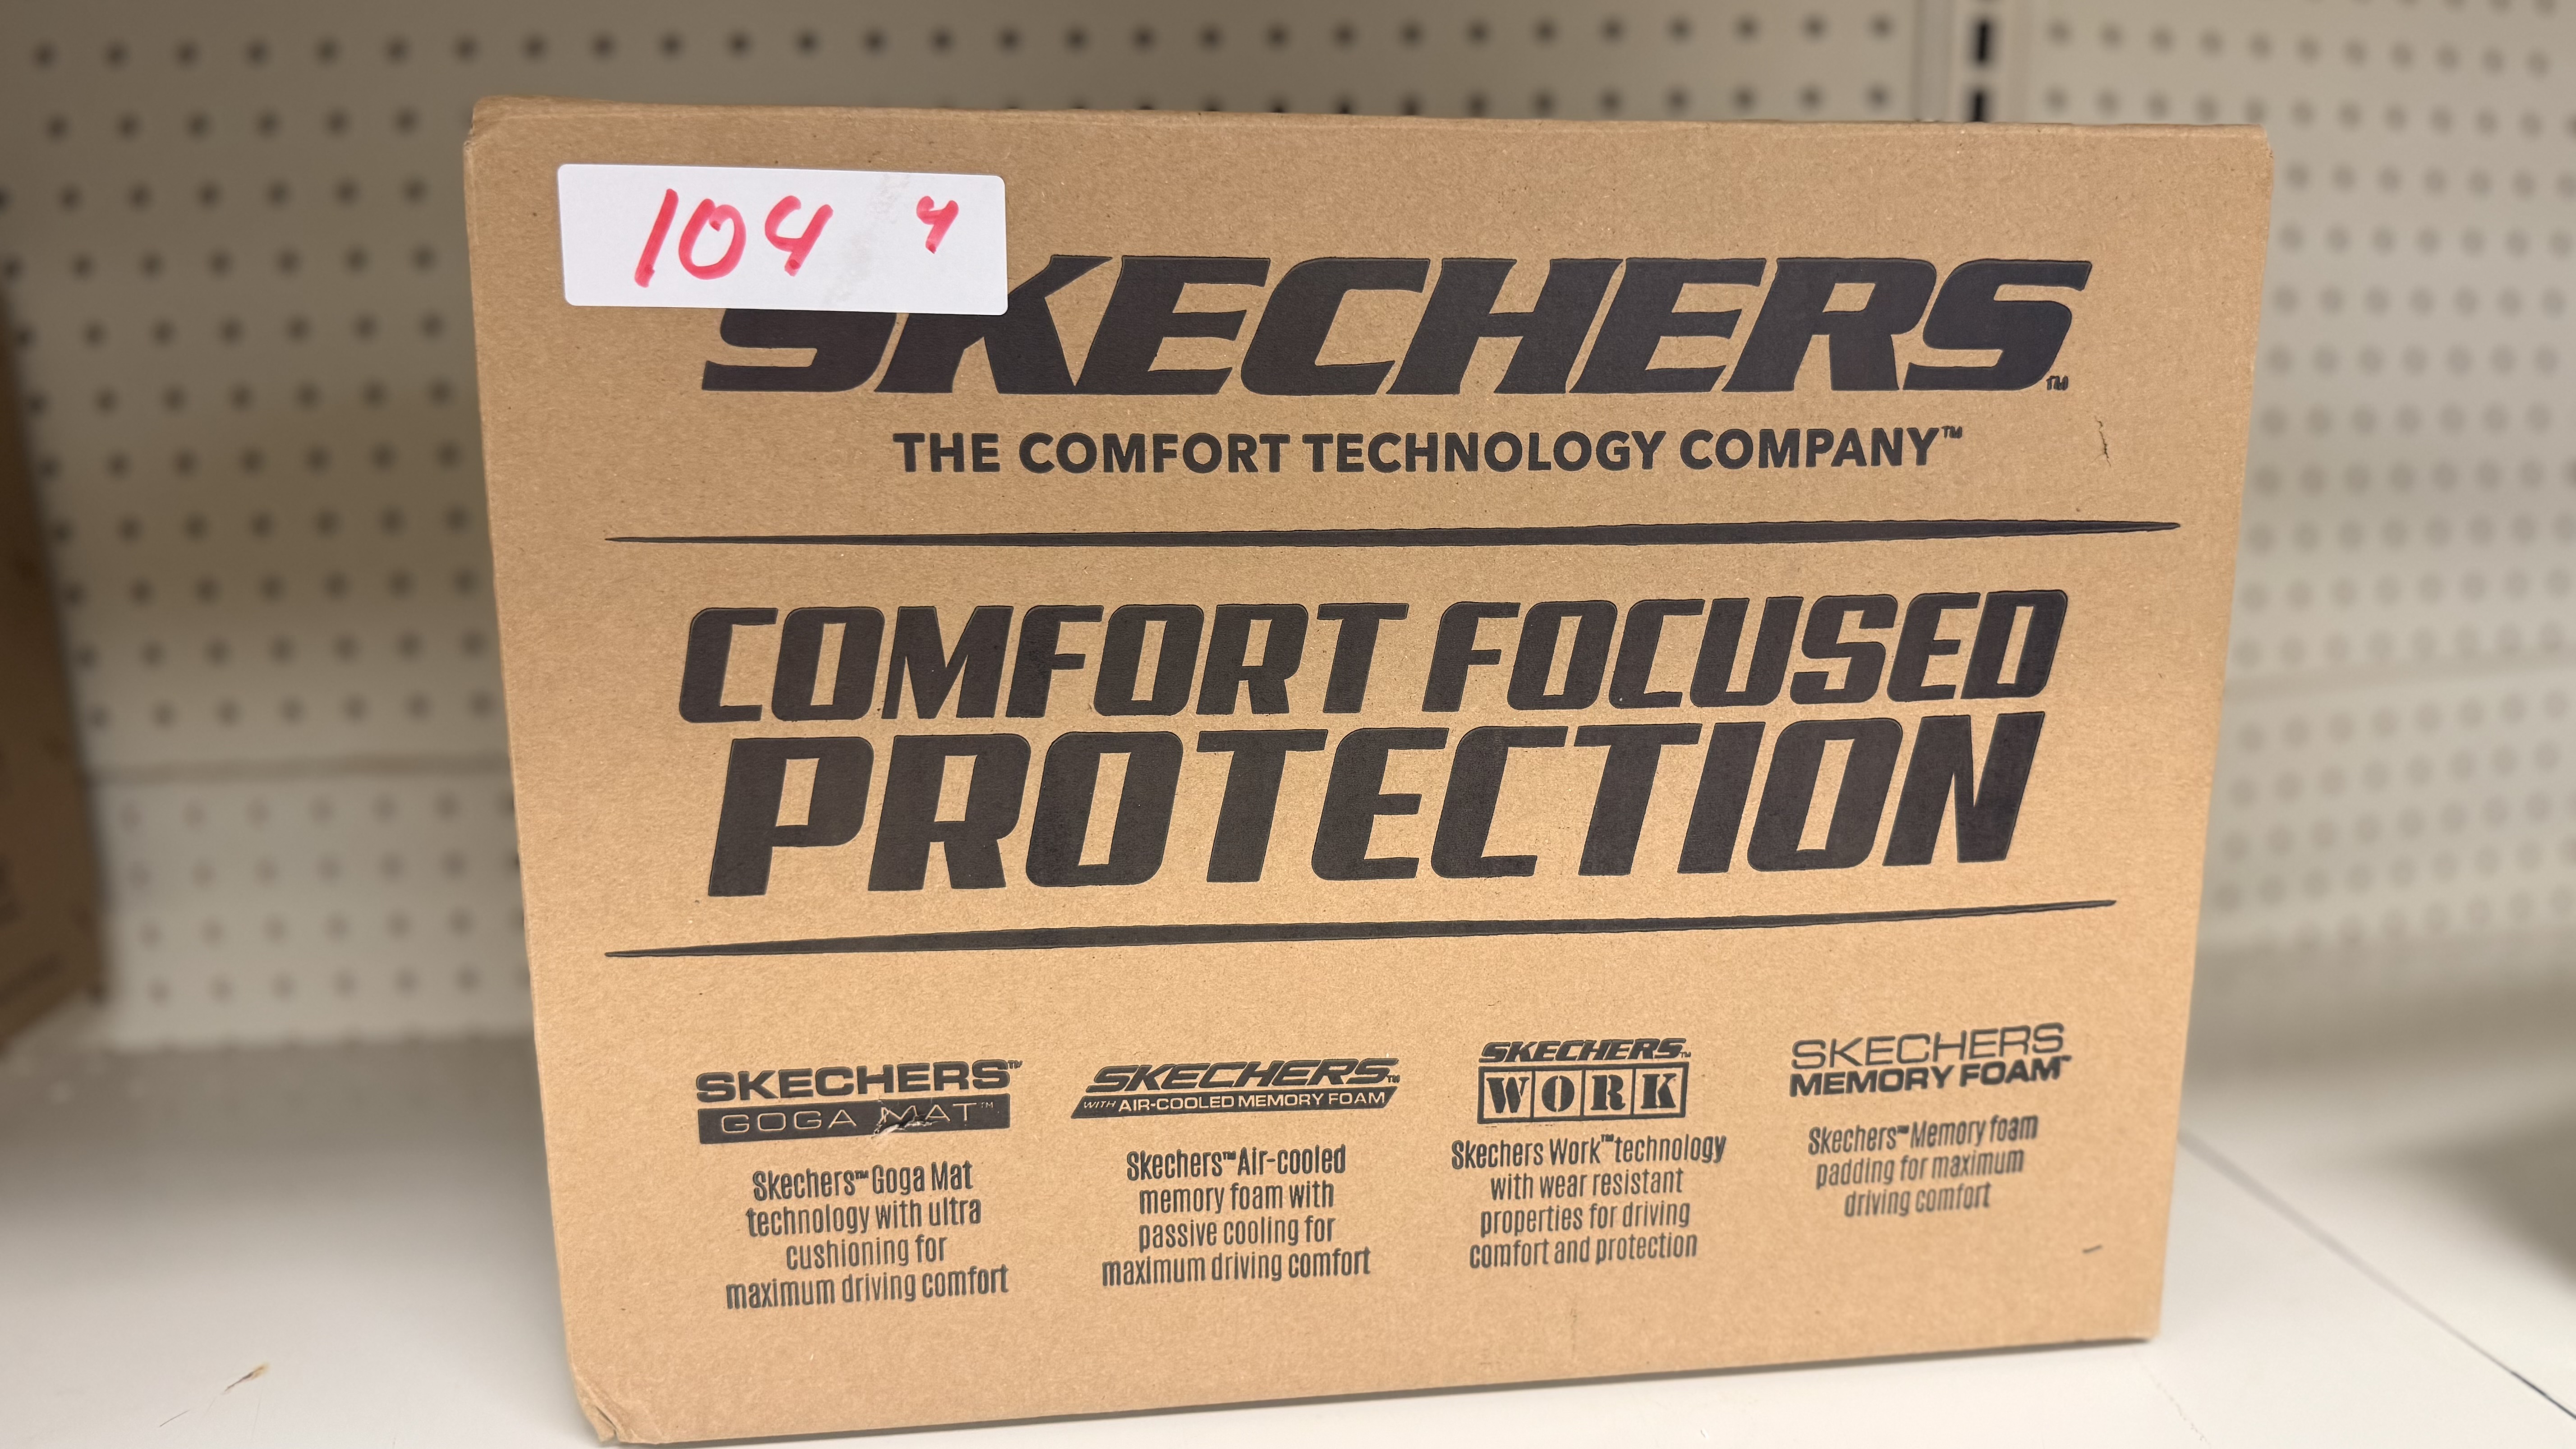 104 4
SKECHERS™
THE COMFORT TECHNOLOGY COMPANY™
COMFORT FOCUSED
PROTECTION
SKECHERS™
GOGA MAT™
Skechers™ Goga Mat
technology with ultra
cushioning for
maximum driving comfort
SKECHERS™
WITH AIR-COOLED MEMORY FOAM
Skechers™ Air-cooled
memory foam with
passive cooling for
maximum driving comfort
SKECHERS™
WORK
Skechers Work™ technology
with wear resistant
properties for driving
comfort and protection
SKECHERS
MEMORY FOAM™
Skechers™ Memory foam
padding for maximum
driving comfort